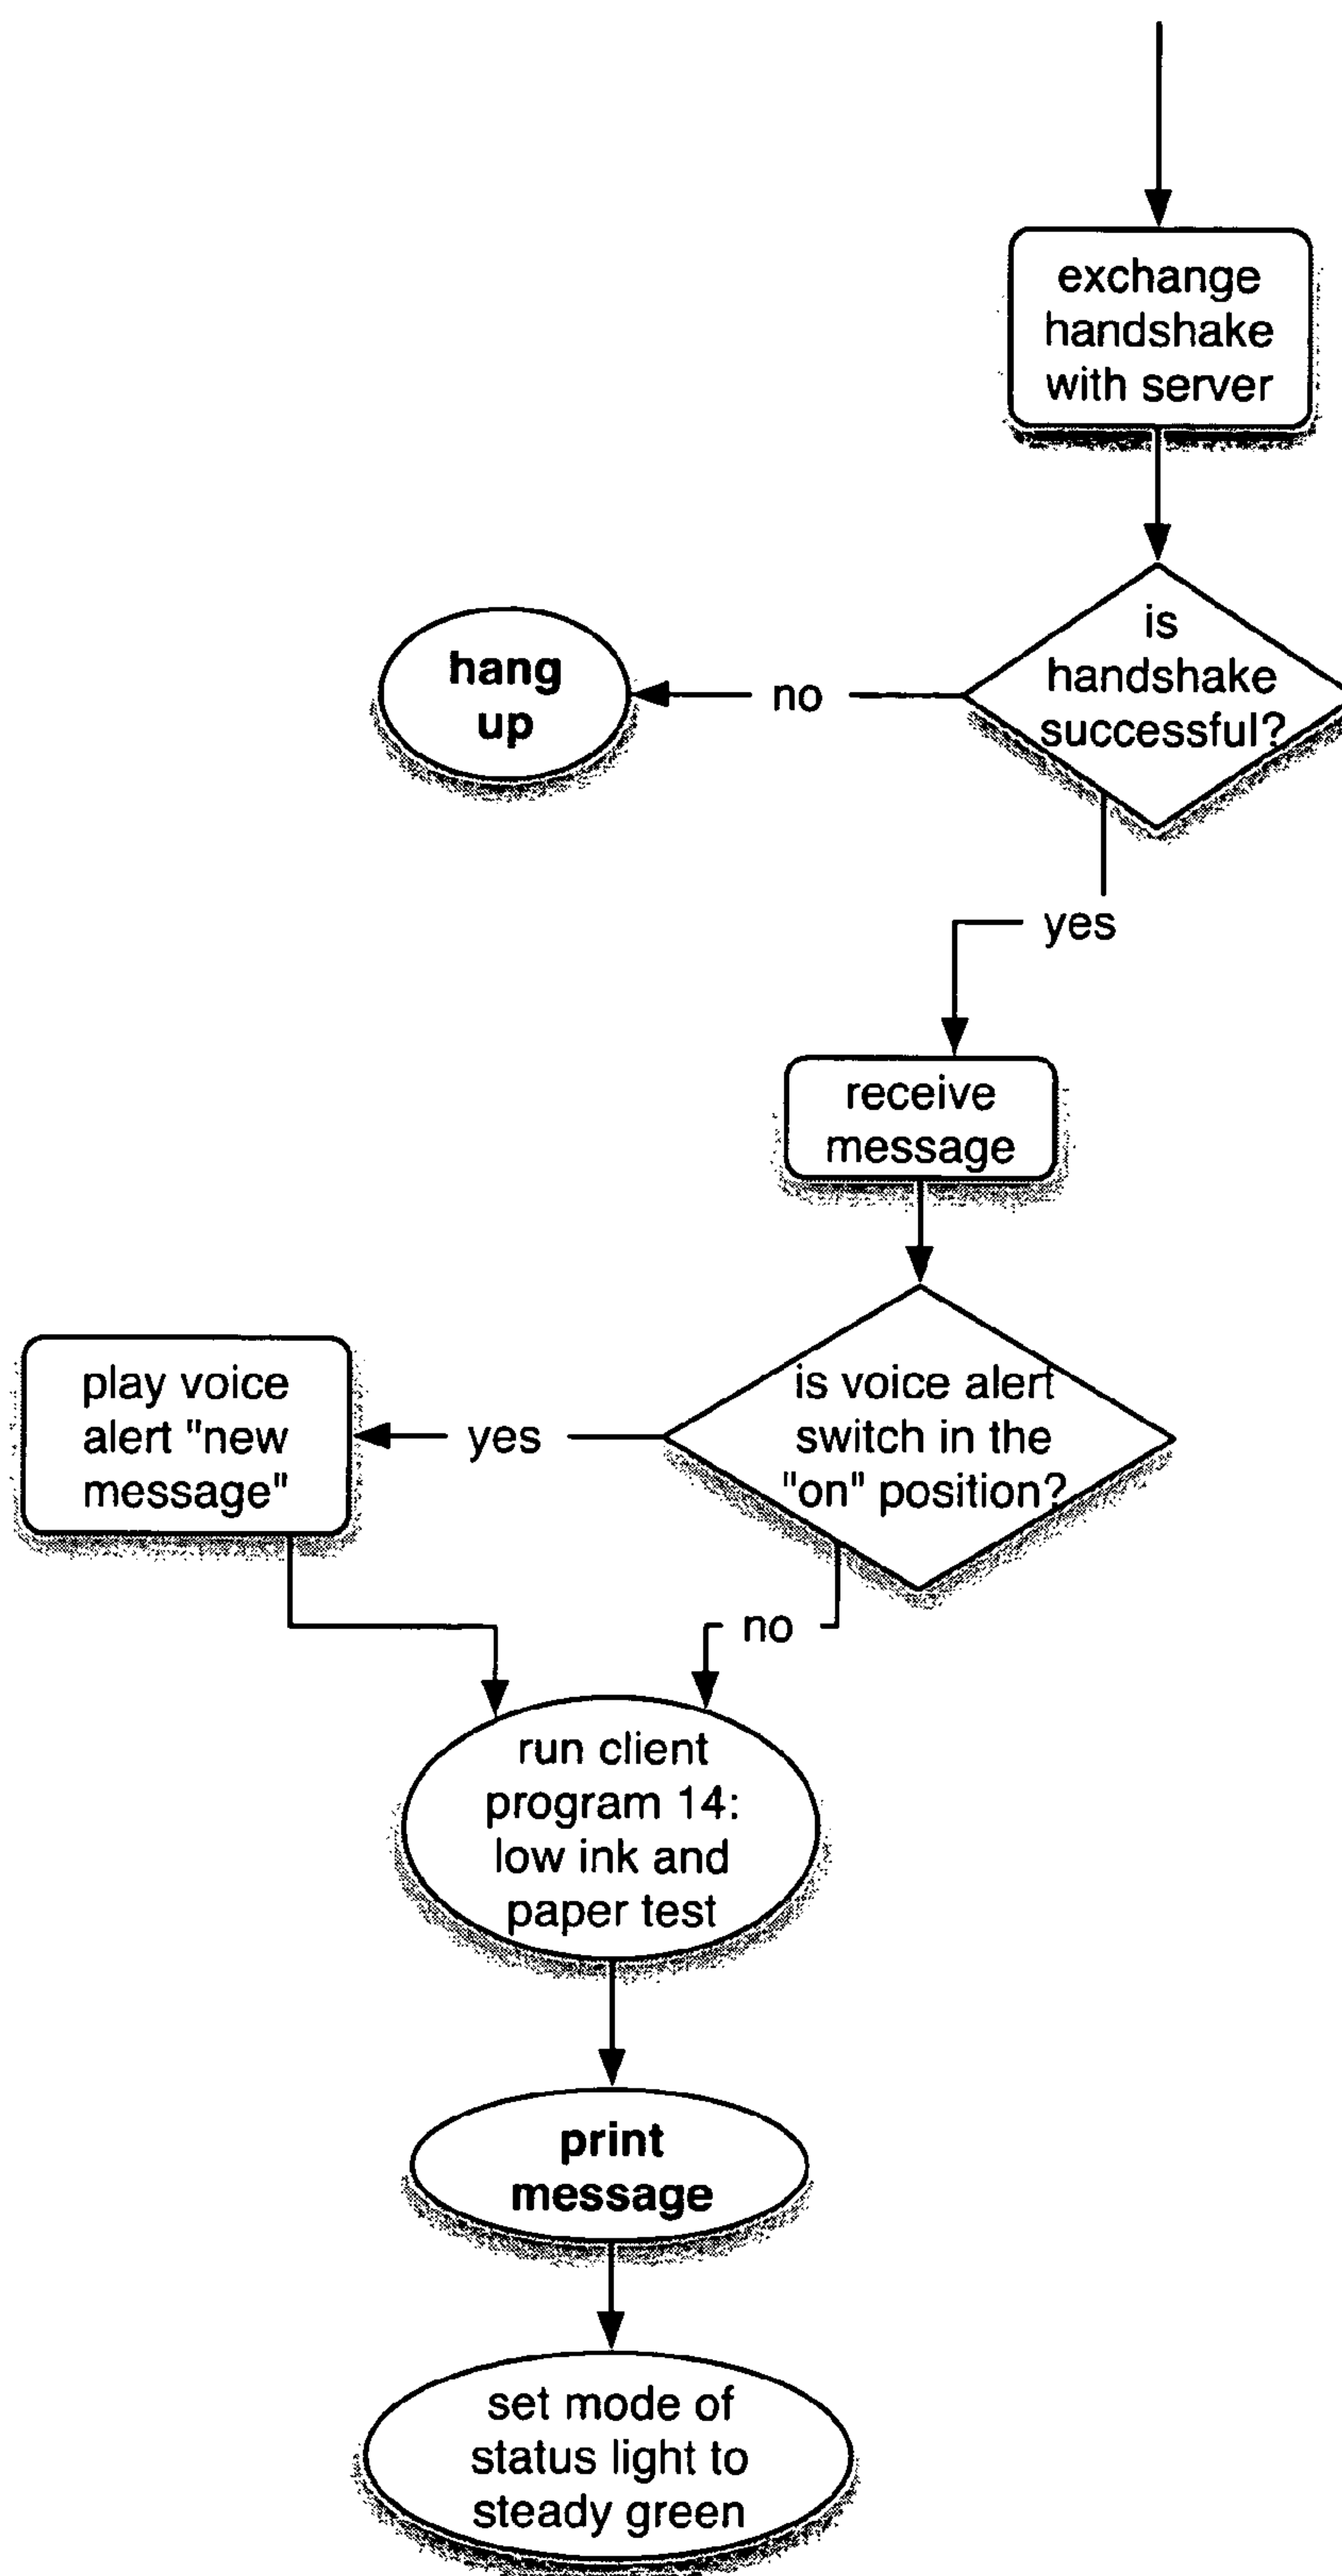 exchange
handshake
with server
is
handshake
successful?
no
hang
up
yes
receive
message
is voice alert
switch in the
"on" position?
yes
play voice
alert "new
message"
no
run client
program 14:
low ink and
paper test
print
message
set mode of
status light to
steady green